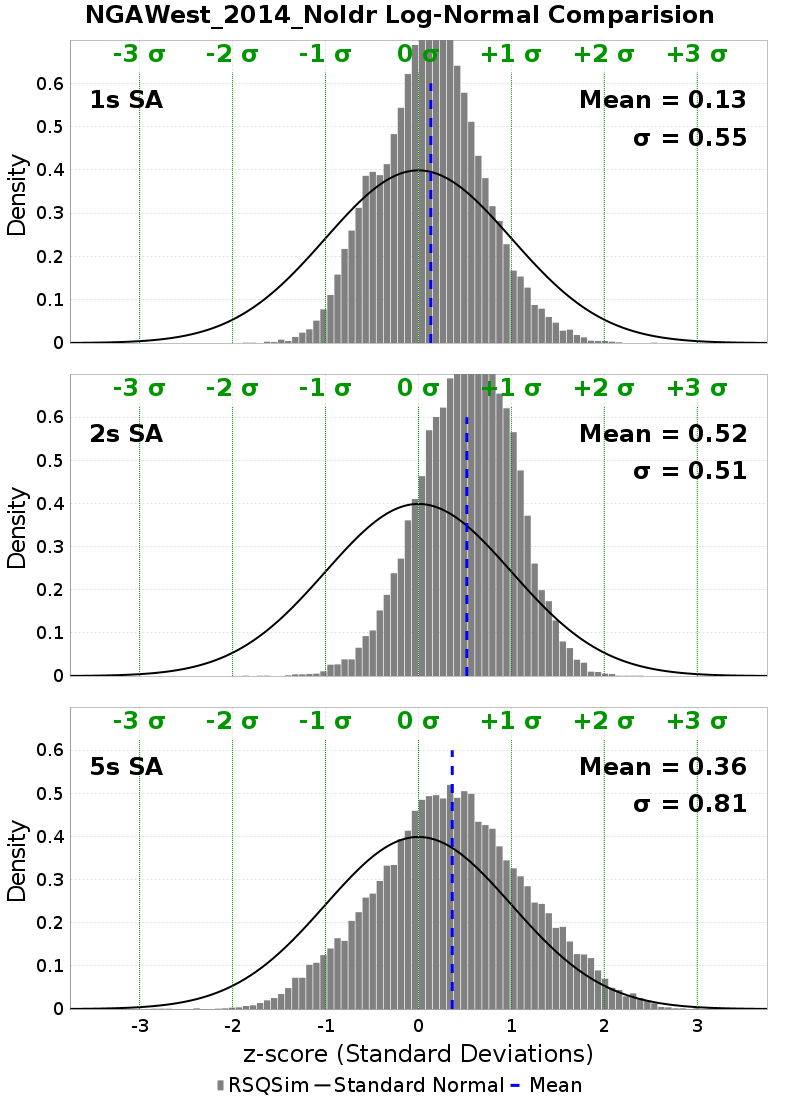 NGAWest_2014_NoIdr Log-Normal Comparision
-3 σ -2 σ -1 σ 0 σ +1 σ +2 σ +3 σ
0.6
1s SA
Mean = 0.13
0.5
σ = 0.55
0.4
0.3
0.2
0.1
0
Density
-3 σ -2 σ -1 σ 0 σ +1 σ +2 σ +3 σ
0.6
2s SA
Mean = 0.52
0.5
σ = 0.51
0.4
0.3
0.2
0.1
0
Density
-3 σ -2 σ -1 σ 0 σ +1 σ +2 σ +3 σ
0.6
5s SA
Mean = 0.36
0.5
σ = 0.81
0.4
0.3
0.2
0.1
0
Density
-3 -2 -1 0 1 2 3
z-score (Standard Deviations)
RSQSim Standard Normal Mean